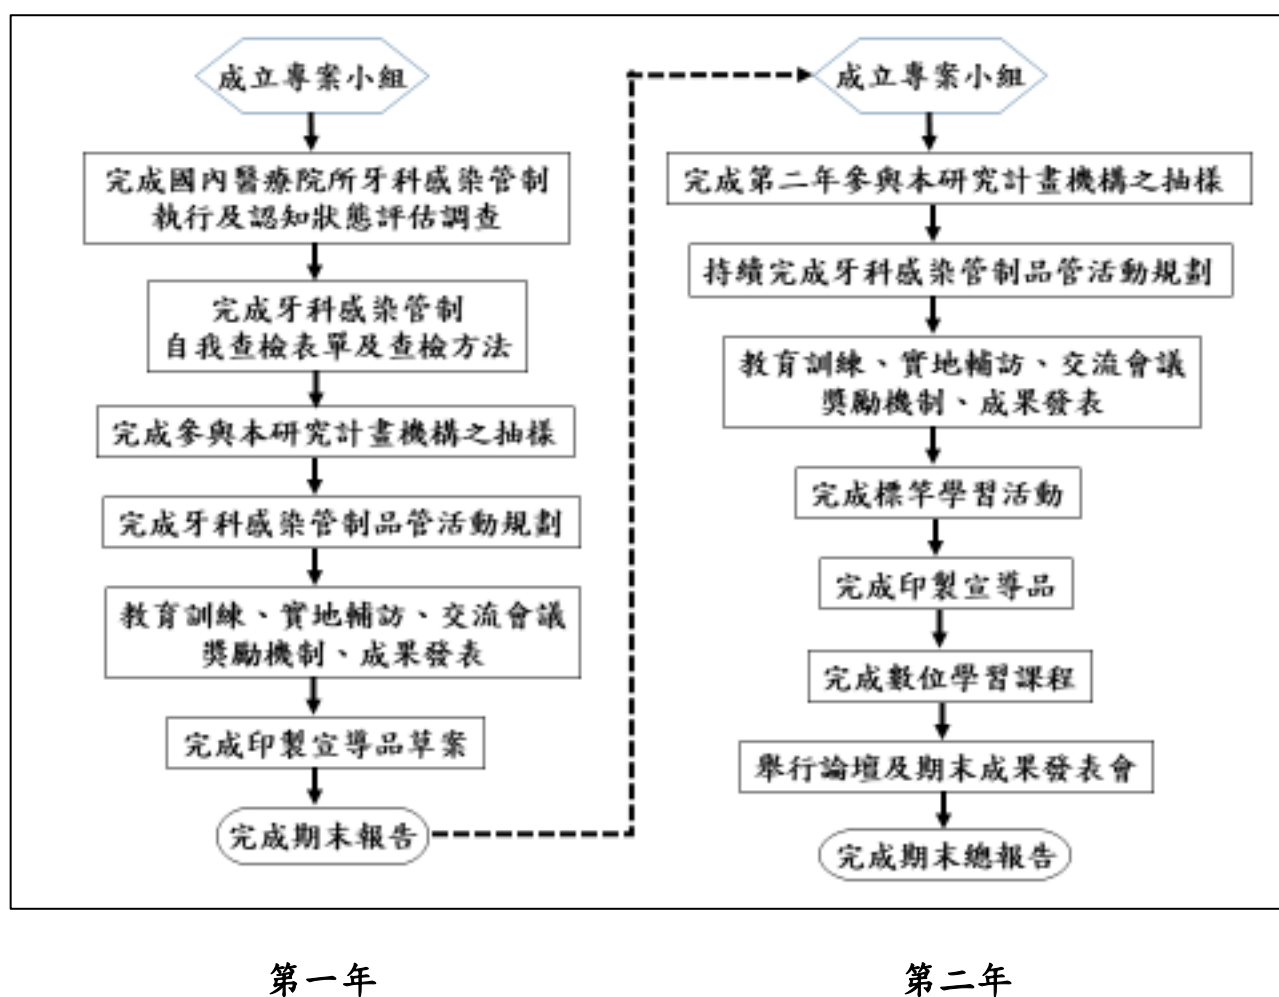 成立專案小組
完成國內醫療院所牙科感染管制
執行及認知狀態評估調查
完成牙科感染管制
自我查檢表單及查檢方法
完成參與本研究計畫機構之抽樣
完成牙科感染管制品管活動規劃
教育訓練、實地輔訪、交流會議
獎勵機制、成果發表
完成印製宣導品草案
完成期末報告
成立專案小組
完成第二年參與本研究計畫機構之抽樣
持續完成牙科感染管制品管活動規劃
教育訓練、實地輔訪、交流會議
獎勵機制、成果發表
完成標竿學習活動
完成印製宣導品
完成數位學習課程
舉行論壇及期末成果發表會
完成期末總報告
第一年
第二年